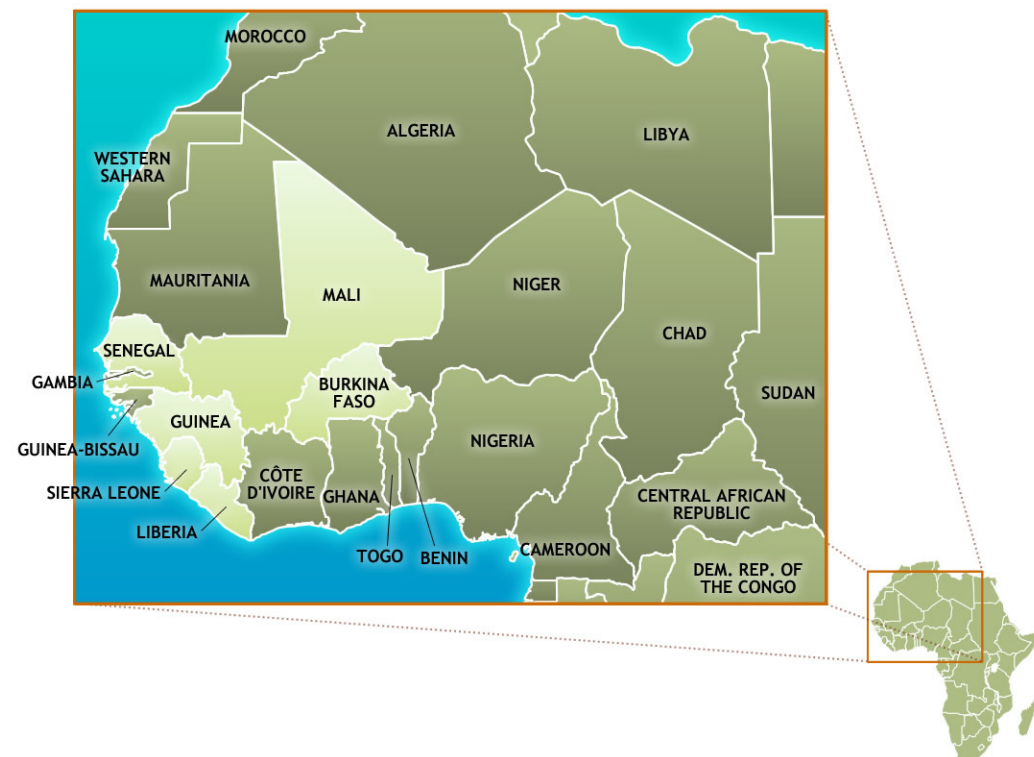 MOROCCO
ALGERIA
LIBYA
WESTERN
SAHARA
MAURITANIA
MALI
NIGER
CHAD
SENEGAL
GAMBIA
BURKINA
FASO
SUDAN
GUINEA
GUINEA-BISSAU
NIGERIA
SIERRA LEONE
CÔTE
D'IVOIRE
GHANA
CENTRAL AFRICAN
REPUBLIC
LIBERIA
TOGO
BENIN
CAMEROON
DEM. REP. OF
THE CONGO